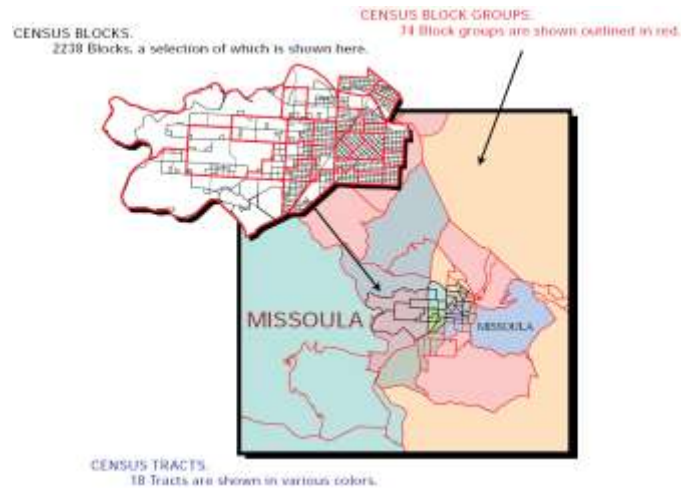 CENSUS BLOCK GROUPS.
74 Block groups are shown outlined in red.
CENSUS BLOCKS.
2238 Blocks, a selection of which is shown here.
MISSOULA
MISSOULA
CENSUS TRACTS.
18 Tracts are shown in various colors.